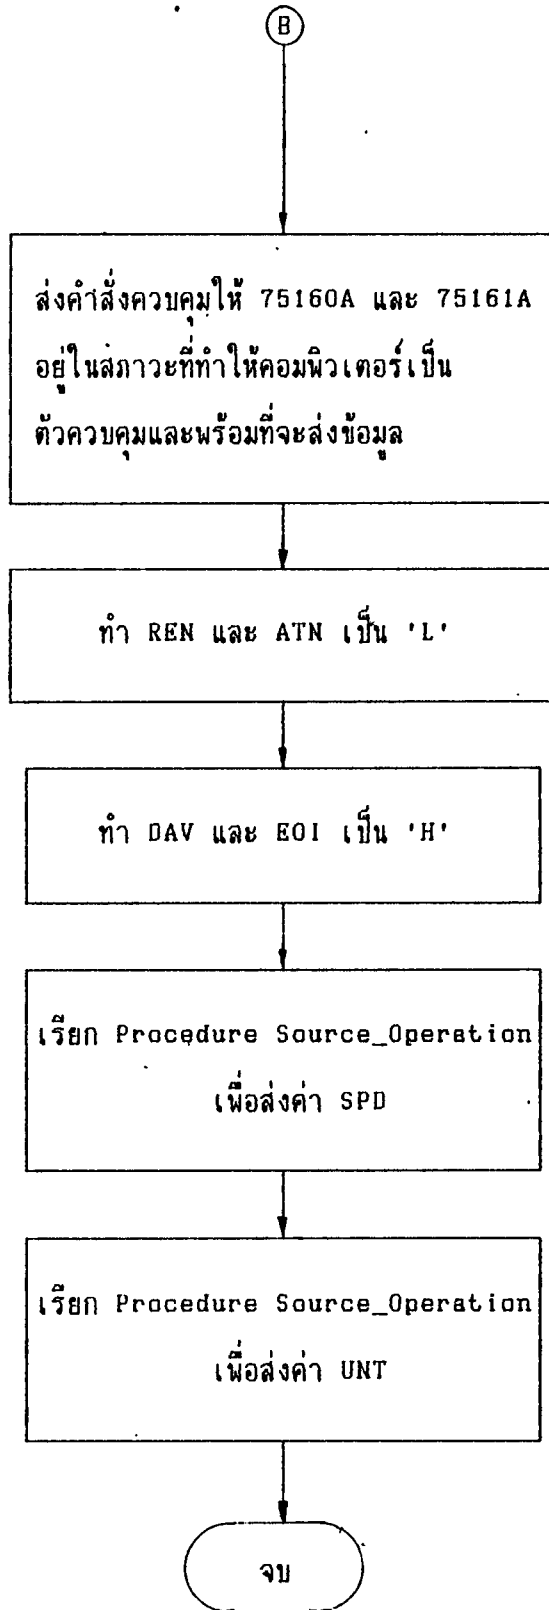 B
ส่งคำสั่งควบคุมให้ 75160A และ 75161A
อยู่ในสภาวะที่ทำให้คอมพิวเตอร์เป็น
ตัวควบคุมและพร้อมที่จะส่งข้อมูล
ทำ REN และ ATN เป็น 'L'
ทำ DAV และ EOI เป็น 'H'
เรียก Procedure Source_Operation
เพื่อส่งค่า SPD
เรียก Procedure Source_Operation
เพื่อส่งค่า UNT
จบ